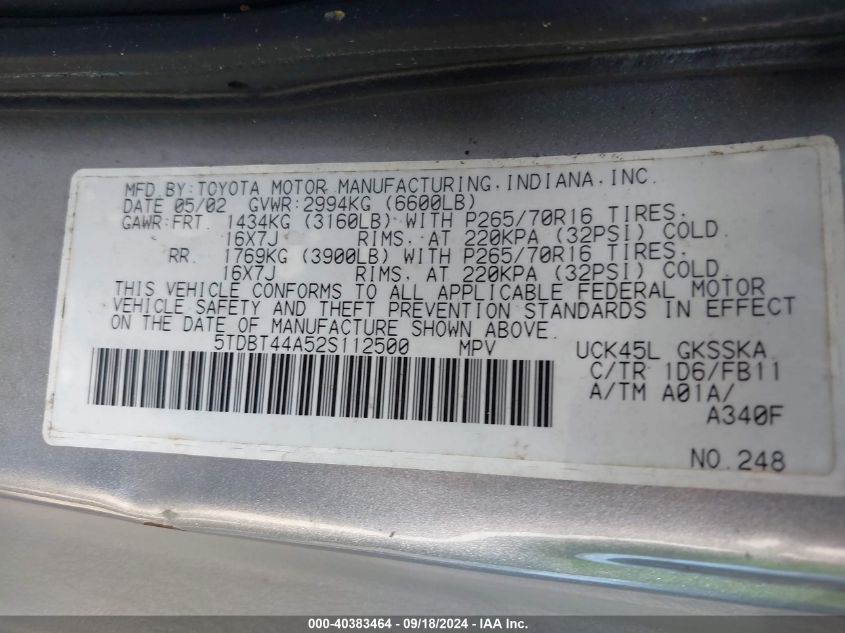 MFD BY:TOYOTA MOTOR MANUFACTURING, INDIANA, INC.
DATE 05/02 GVWR:2994KG (6600LB)
GAWR:FRT 1434KG (3160LB) WITH P265/70R16 TIRES.
16X7J RIMS. AT 220KPA (32PSI) COLD.
RR. 1769KG (3900LB) WITH P265/70R16 TIRES.
16X7J RIMS. AT 220KPA (32PSI) COLD.
THIS VEHICLE CONFORMS TO ALL APPLICABLE FEDERAL MOTOR
VEHICLE SAFETY AND THEFT PREVENTION STANDARDS IN EFFECT
ON THE DATE OF MANUFACTURE SHOWN ABOVE.
5TDBT44A52S112500 MPV UCK45L GKSSKA
C/TR 1D6/FB11
A/TM A01A/
A340F
NO.248
000-40383464 - 09/18/2024 - IAA Inc.